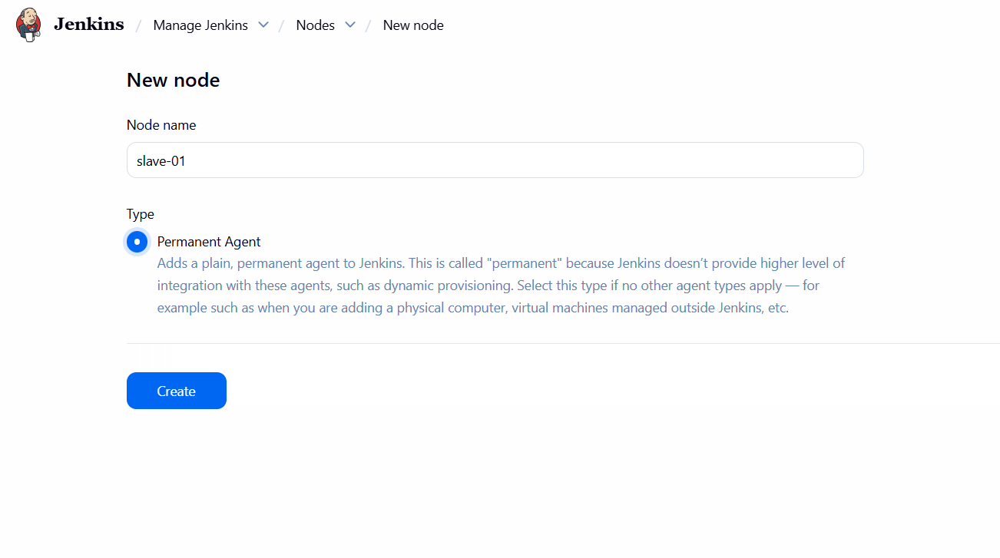 Jenkins / Manage Jenkins / Nodes / New node
New node
Node name
slave-01
Type
Permanent Agent
Adds a plain, permanent agent to Jenkins. This is called "permanent" because Jenkins doesn’t provide higher level of
integration with these agents, such as dynamic provisioning. Select this type if no other agent types apply — for
example such as when you are adding a physical computer, virtual machines managed outside Jenkins, etc.
Create